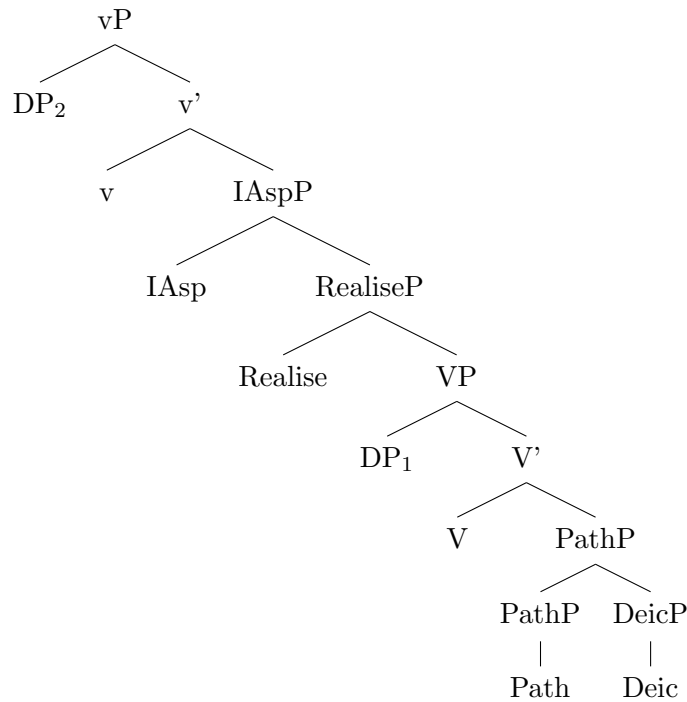 vP
DP₂ v'
v IAspP
IAsp RealiseP
Realise VP
DP₁ V'
V PathP
PathP DeicP
Path Deic